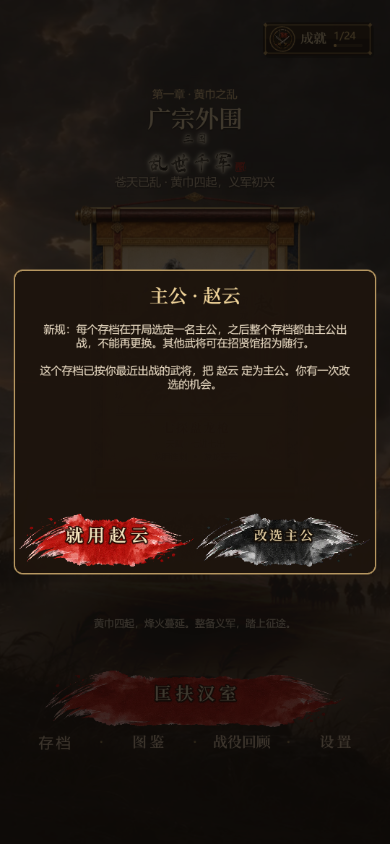 成就 1/24
第一章·黄巾之乱
广宗外围
乱世千军
苍天已乱·黄巾四起，义军初兴
主公·赵云
新规：每个存档在开局选定一名主公，之后整个存档都由主公出
战，不能再更换。其他武将可在招贤馆招为随行。
这个存档已按你最近出战的武将，把 赵云 定为主公。你有一次改
选的机会。
就用赵云
改选主公
黄巾四起，烽火蔓延。整备义军，踏上征途。
匡扶汉室
存档 · 图鉴 · 战役回顾 · 设置